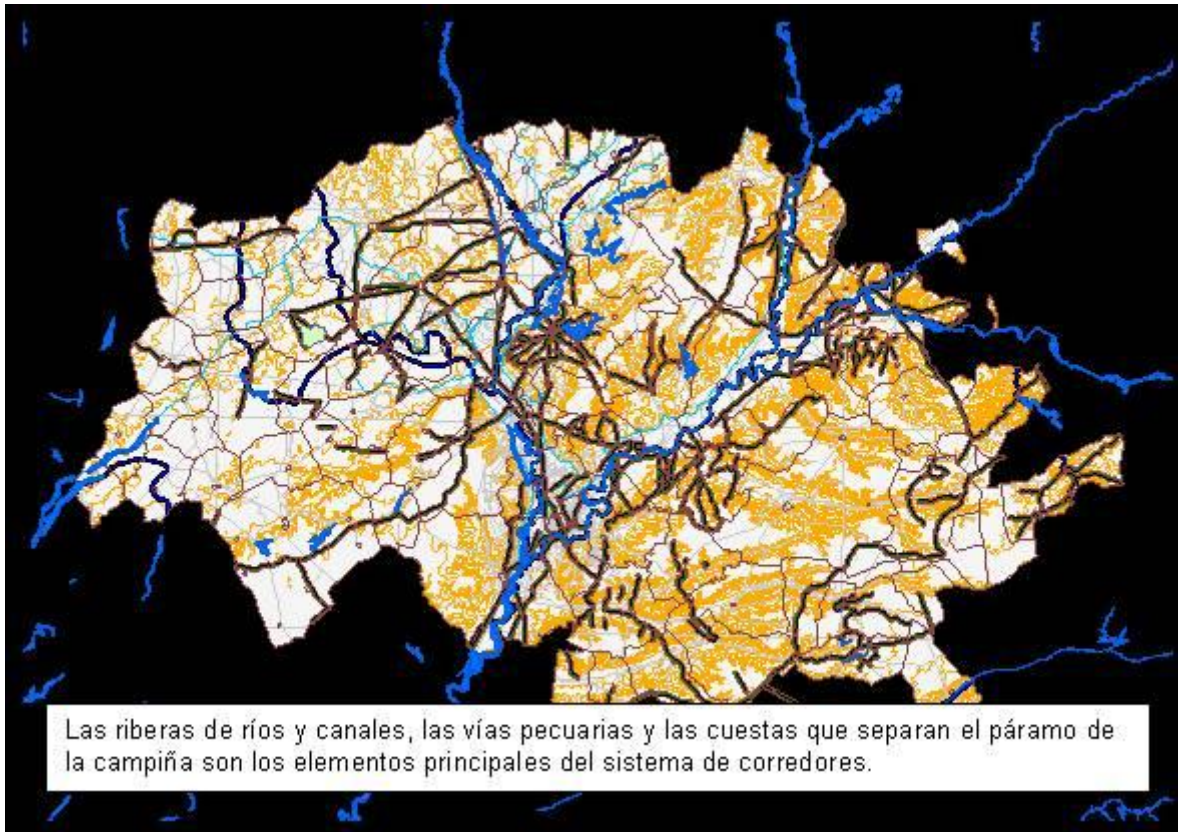 Las riberas de ríos y canales, las vías pecuarias y las cuestas que separan el páramo de
la campiña son los elementos principales del sistema de corredores.